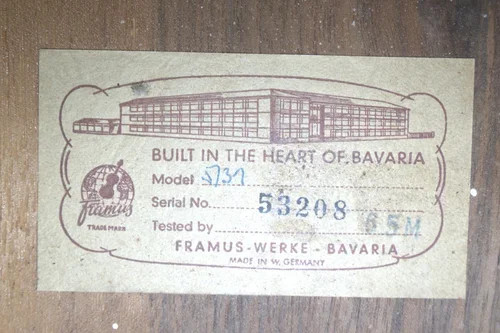 BUILT IN THE HEART OF BAVARIA
Model 5/37
Serial No. 53208
Tested by 65M
Framus
TRADE MARK
FRAMUS-WERKE - BAVARIA
MADE IN W. GERMANY